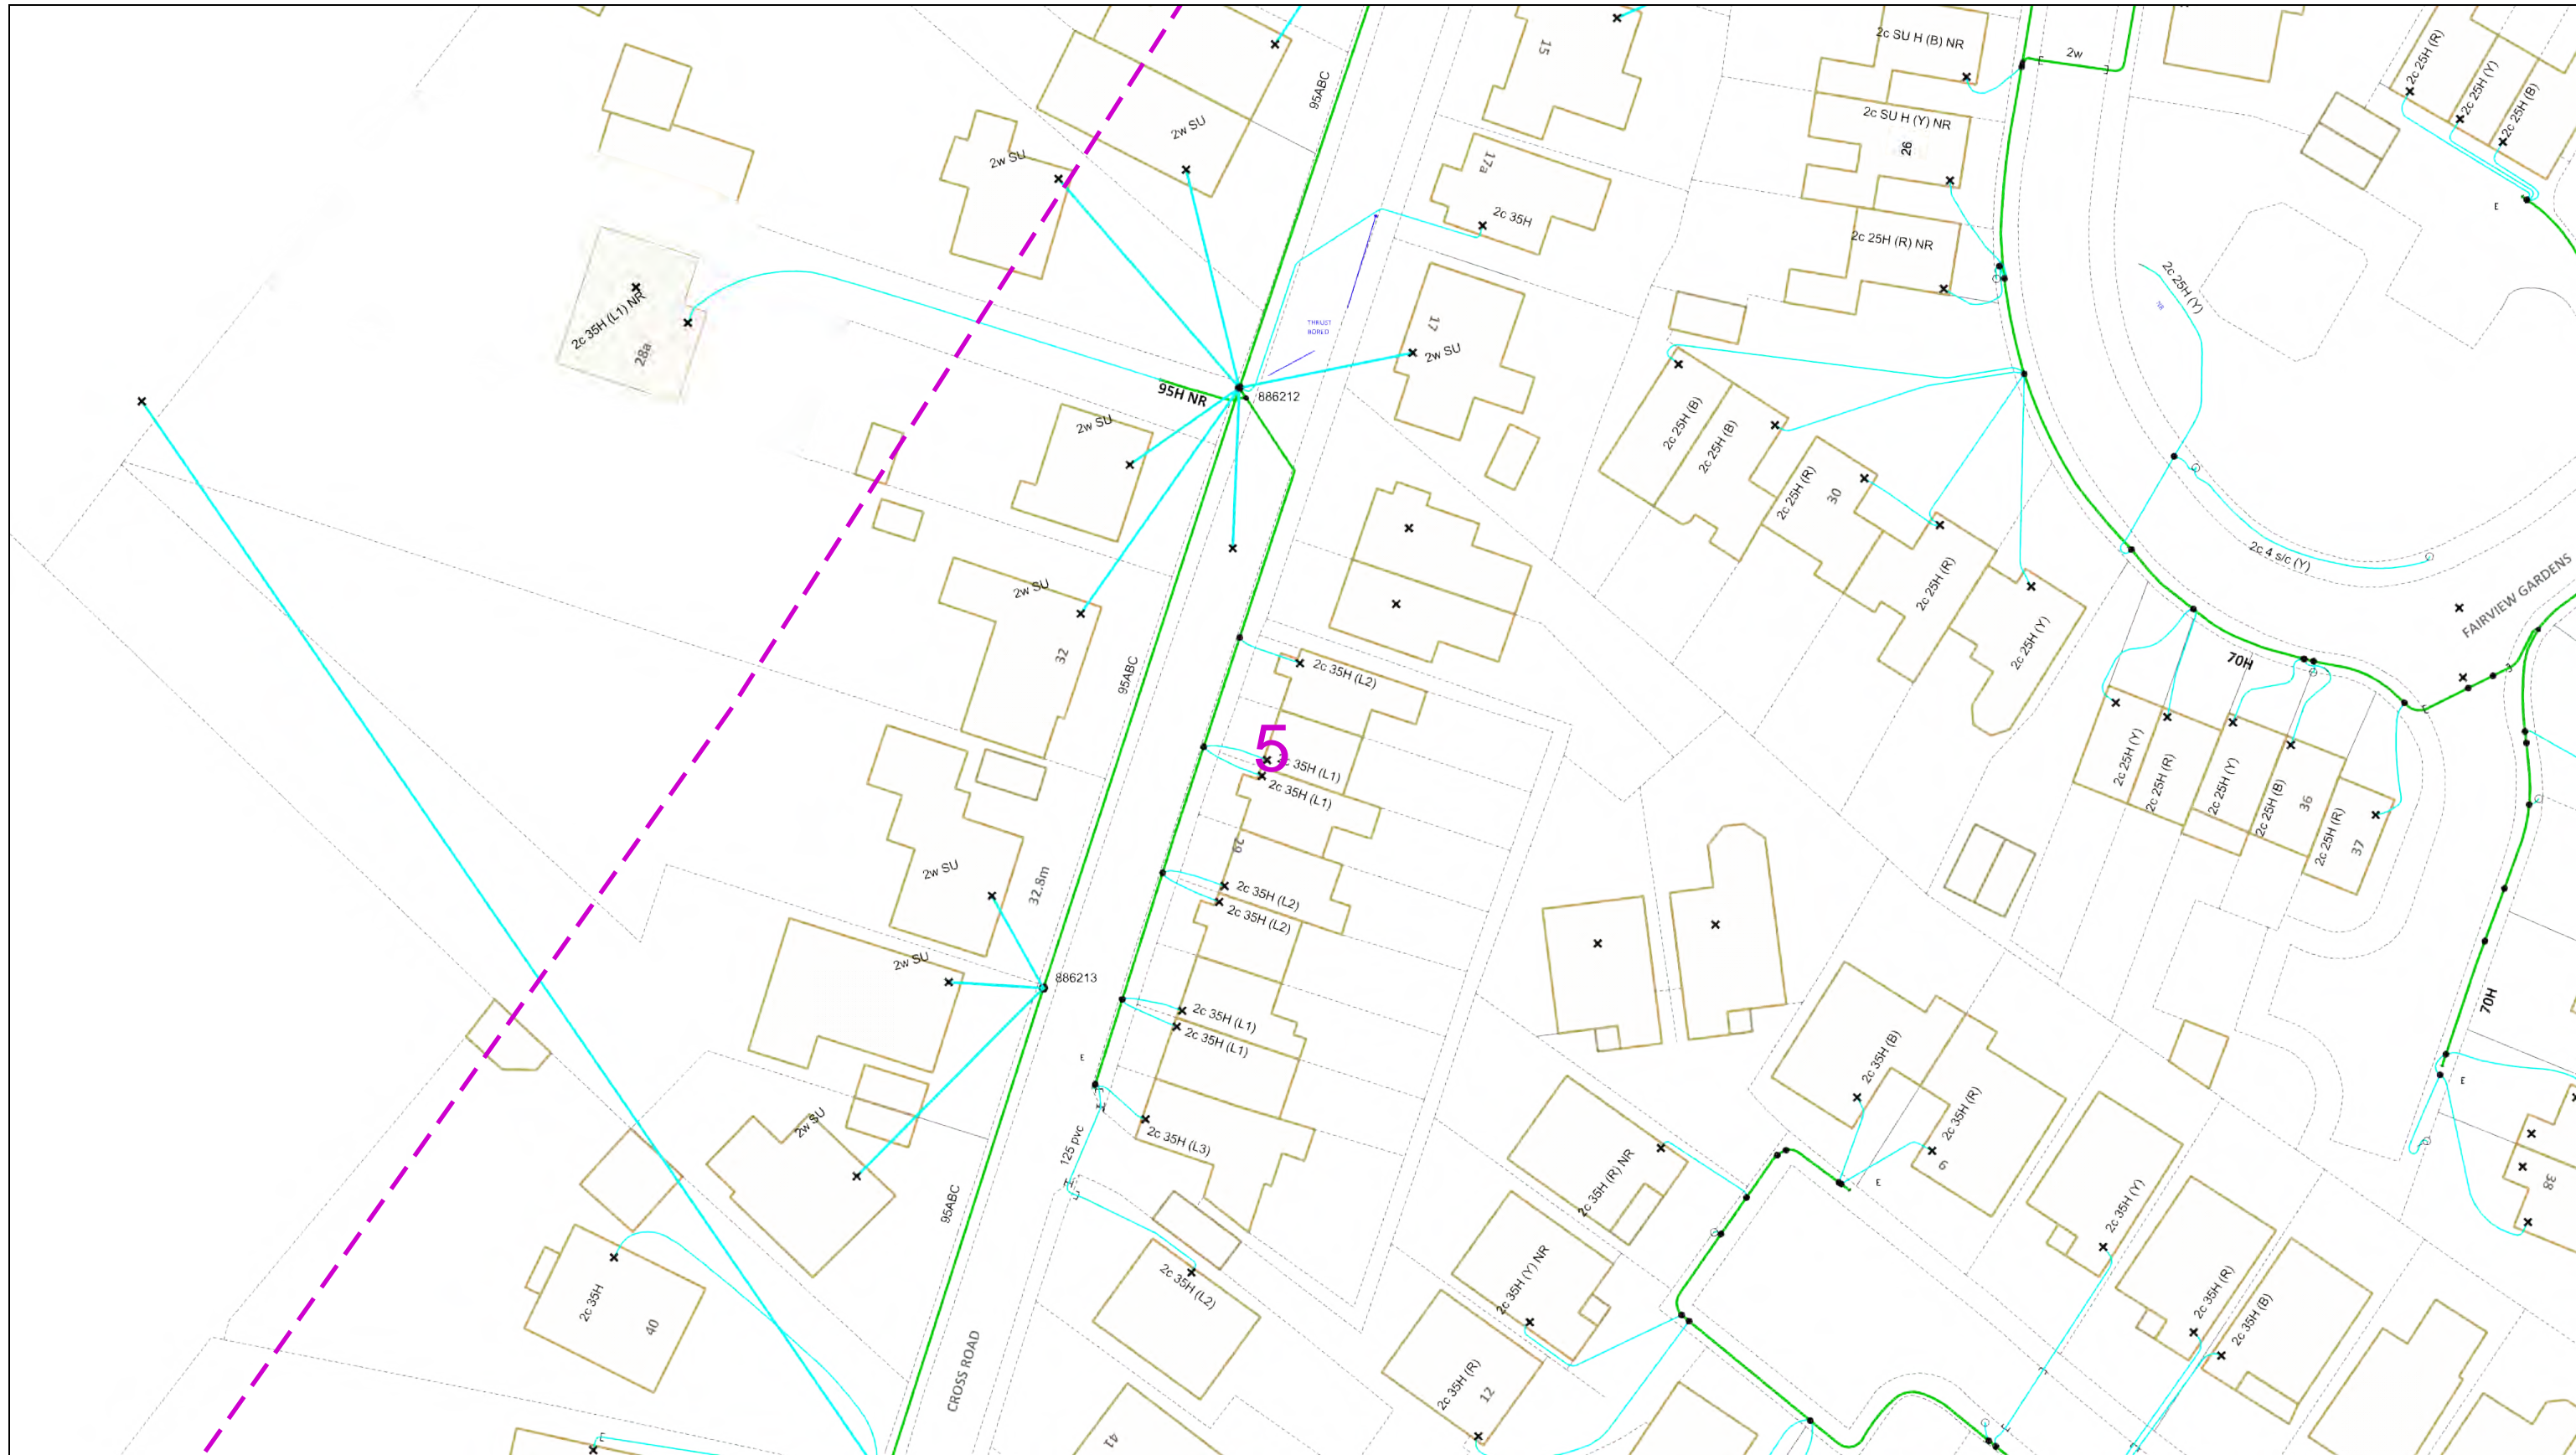 2c SU H (B) NR
2w
15
95ABC
2c 25H (R)
2c 25H (Y)
2c 25H (B)
2w SU
2w SU
17a
2c SU H (Y) NR
26
2c 35H
2c 25H (R) NR
E
2c 25H (Y)
NR
2c 35H (L1) NR
28a
THRUST
BORED
17
2w SU
95H NR
886212
2w SU
2c 25H (B)
2c 25H (B)
2c 25H (R)
30
2c 4 s/c (Y)
FAIRVIEW GARDENS
2w SU
32
95ABC
2c 25H (R)
2c 25H (Y)
2c 35H (L2)
70H
E
5
2c 35H (L1)
2c 35H (L1)
2c 25H (Y)
2c 25H (R)
2c 25H (Y)
2c 25H (B)
36
2c 25H (R)
37
29
2w SU
32.8m
2c 35H (L2)
2c 35H (L2)
2w SU
886213
70H
2c 35H (L1)
2c 35H (L1)
E
2c 35H (B)
2c 35H (R)
6
E
E
2w SU
125 pvc
2c 35H (L3)
H
H
2c 35H (R) NR
2c 35H (Y)
38
95ABC
2c 35H
40
2c 35H (L2)
2c 35H (Y) NR
2c 35H (R)
2c 35H (B)
CROSS ROAD
2c 35H (R)
12
41
E